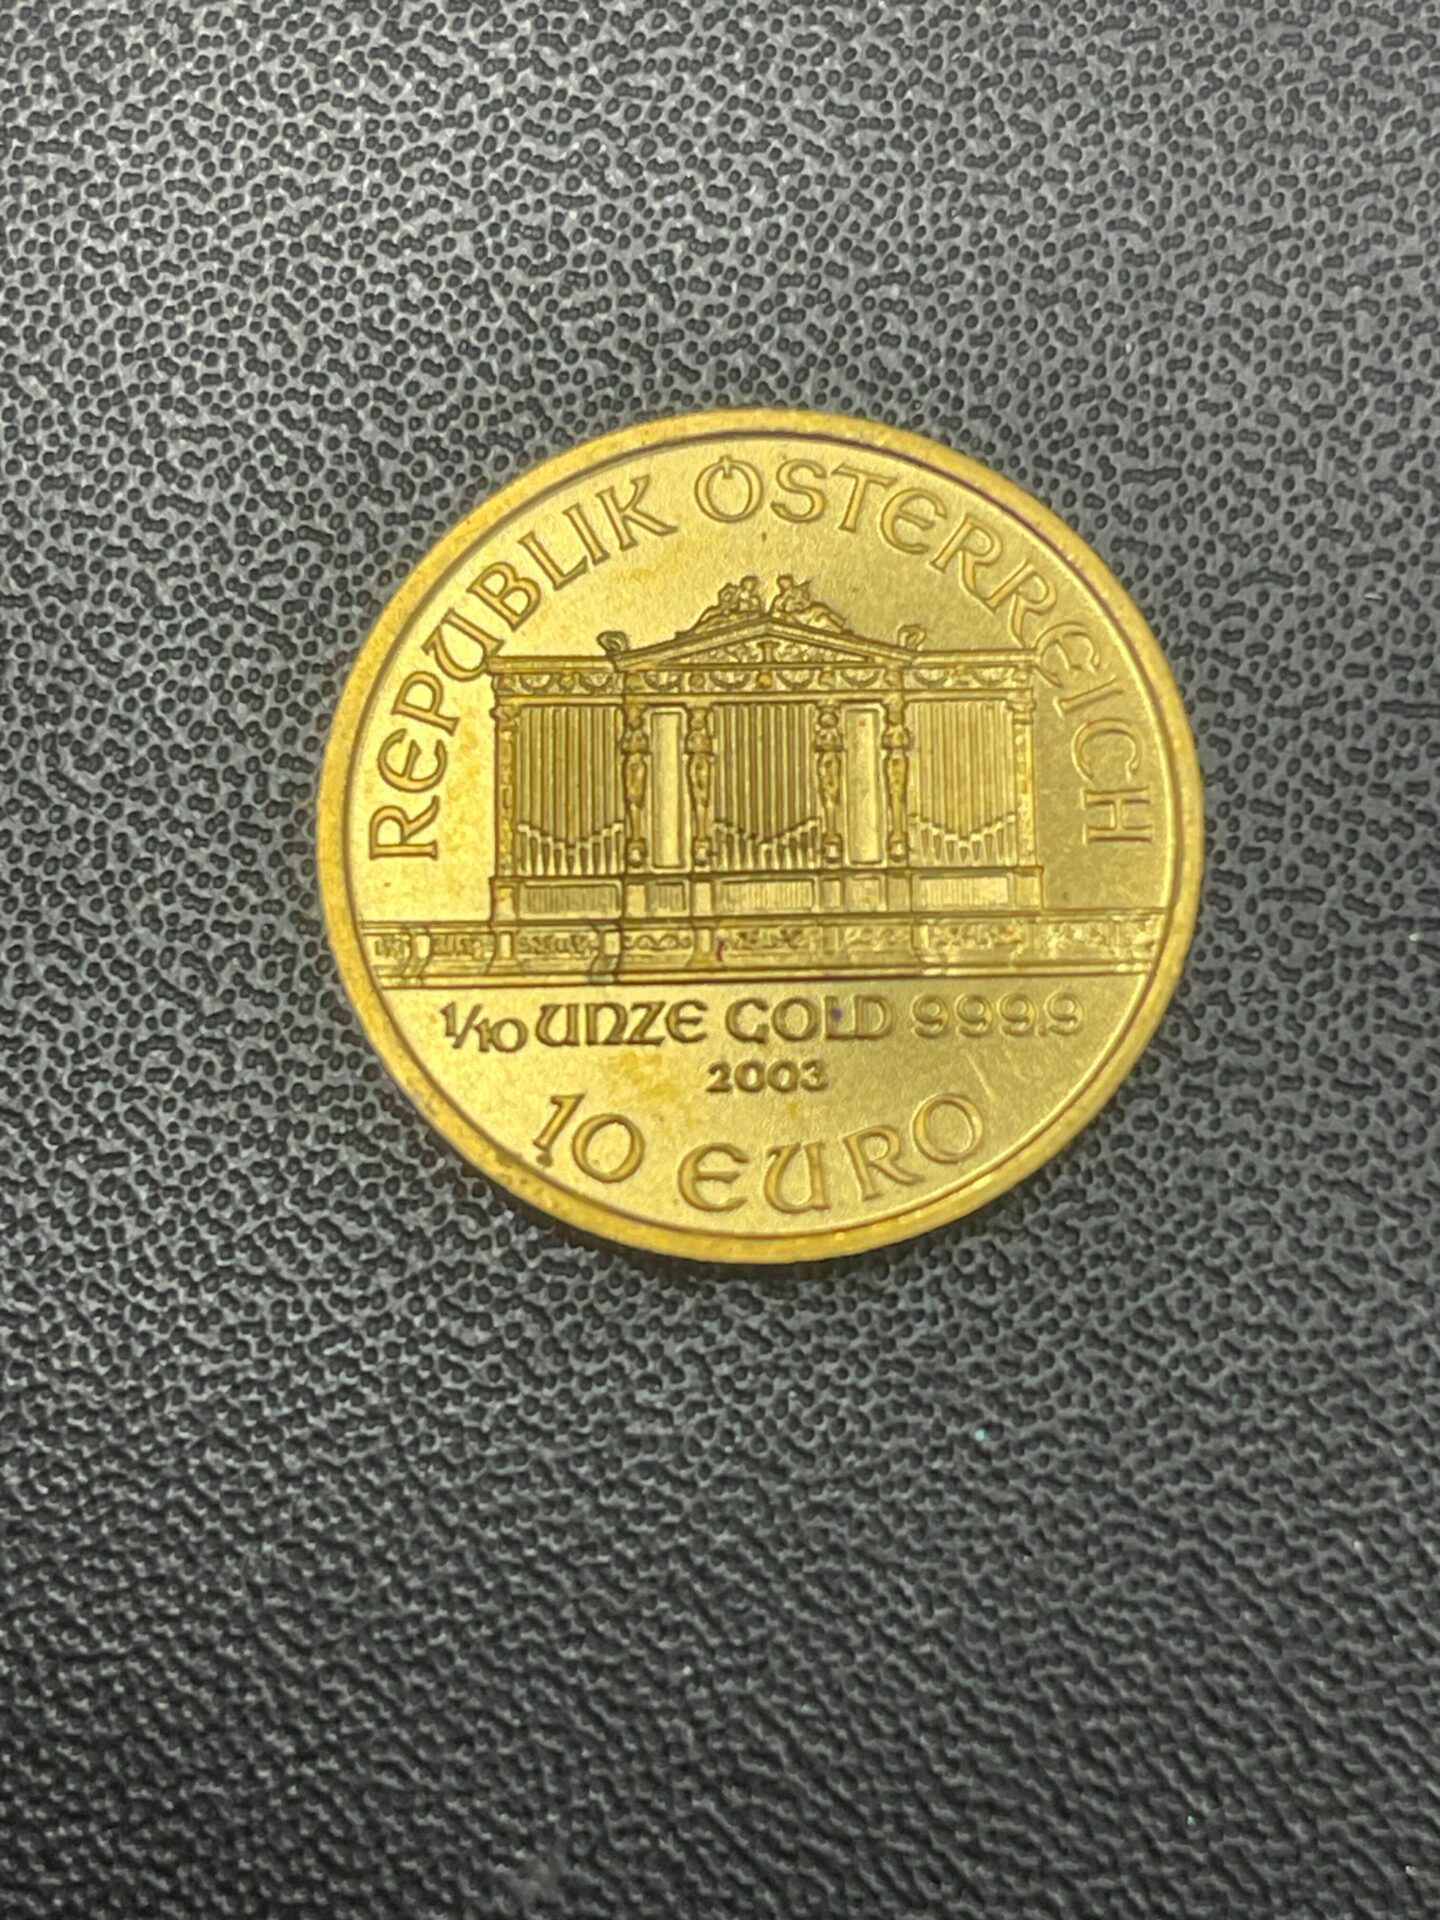 REPUBLIK ÖSTERREICH
1/10 UNZE GOLD 999.9
2003
10 EURO